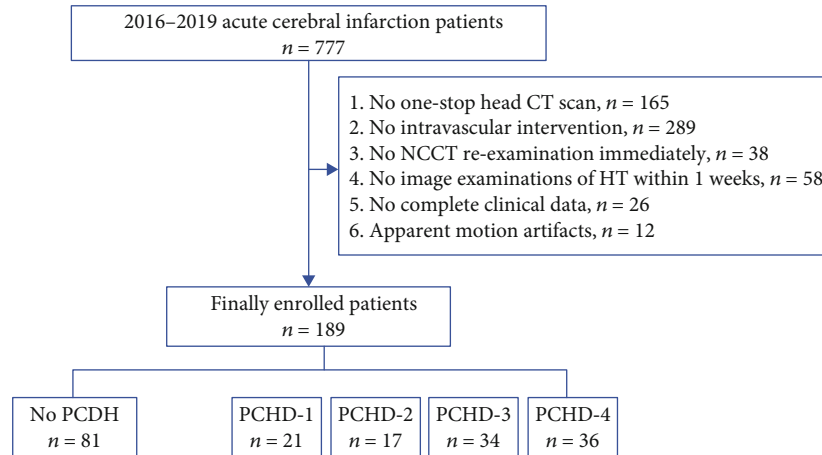 2016–2019 acute cerebral infarction patients
n = 777
1. No one-stop head CT scan, n = 165
2. No intravascular intervention, n = 289
3. No NCCT re-examination immediately, n = 38
4. No image examinations of HT within 1 weeks, n = 58
5. No complete clinical data, n = 26
6. Apparent motion artifacts, n = 12
Finally enrolled patients
n = 189
No PCDH
n = 81
PCHD-1
n = 21
PCHD-2
n = 17
PCHD-3
n = 34
PCHD-4
n = 36